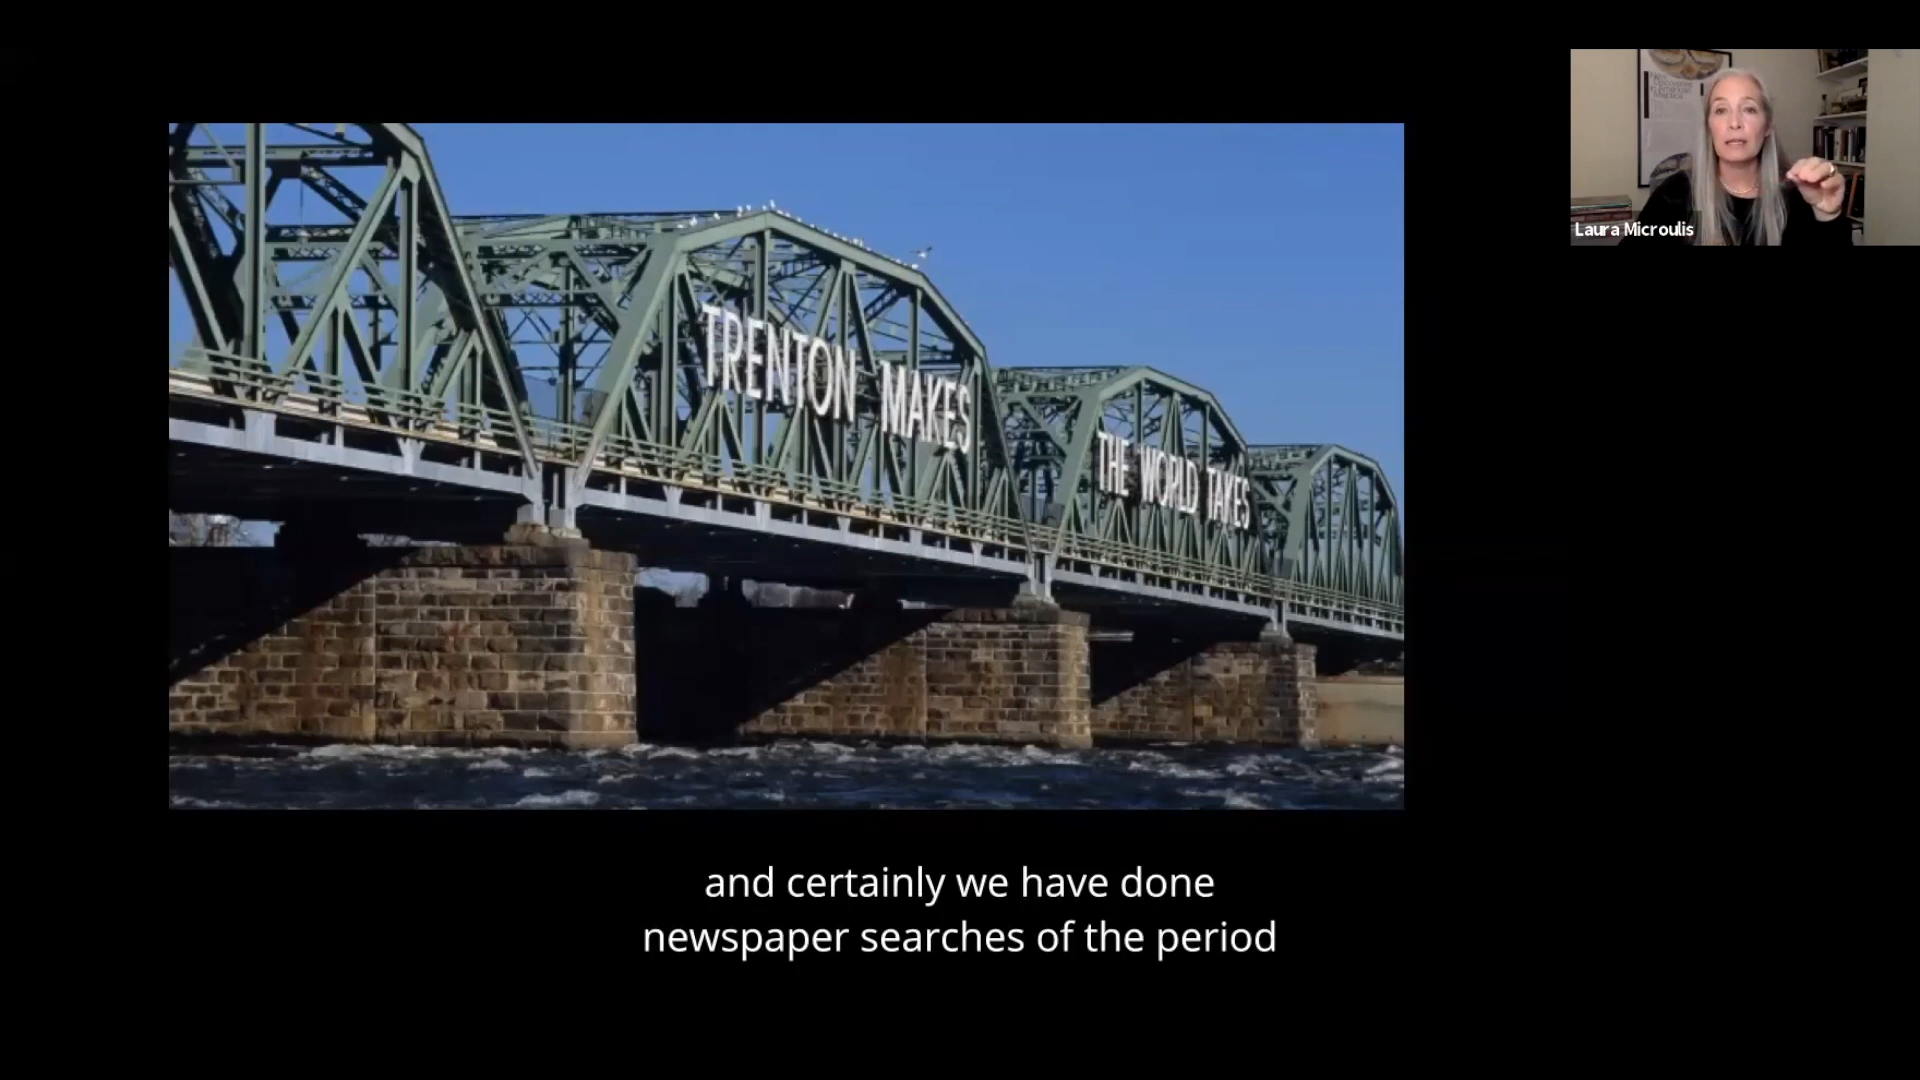 TRENTON MAKES
THE WORLD TAKES
Laura Microulis
and certainly we have done
newspaper searches of the period